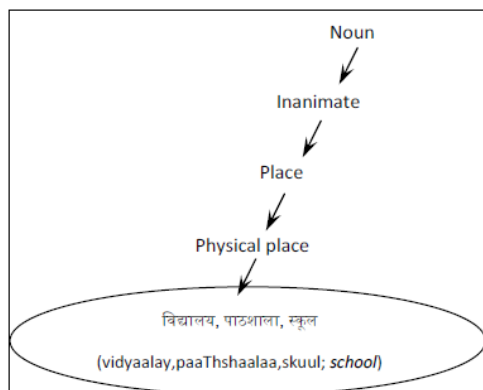 Noun
Inanimate
Place
Physical place
विद्यालय, पाठशाला, स्कूल
(vidyaalay,paaThshaalaa,skuul; school)